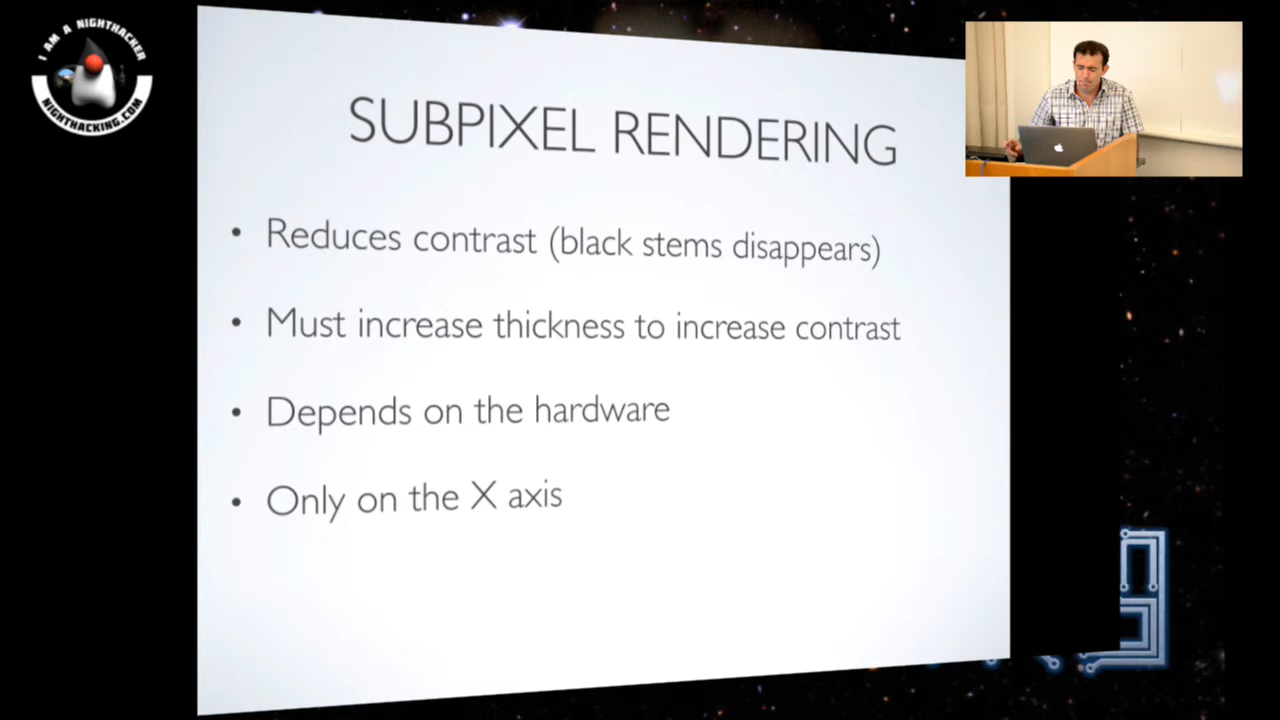 I AM A NIGHTHACKER
NIGHTHACKING.COM
SUBPIXEL RENDERING
• Reduces contrast (black stems disappears)
• Must increase thickness to increase contrast
• Depends on the hardware
• Only on the X axis